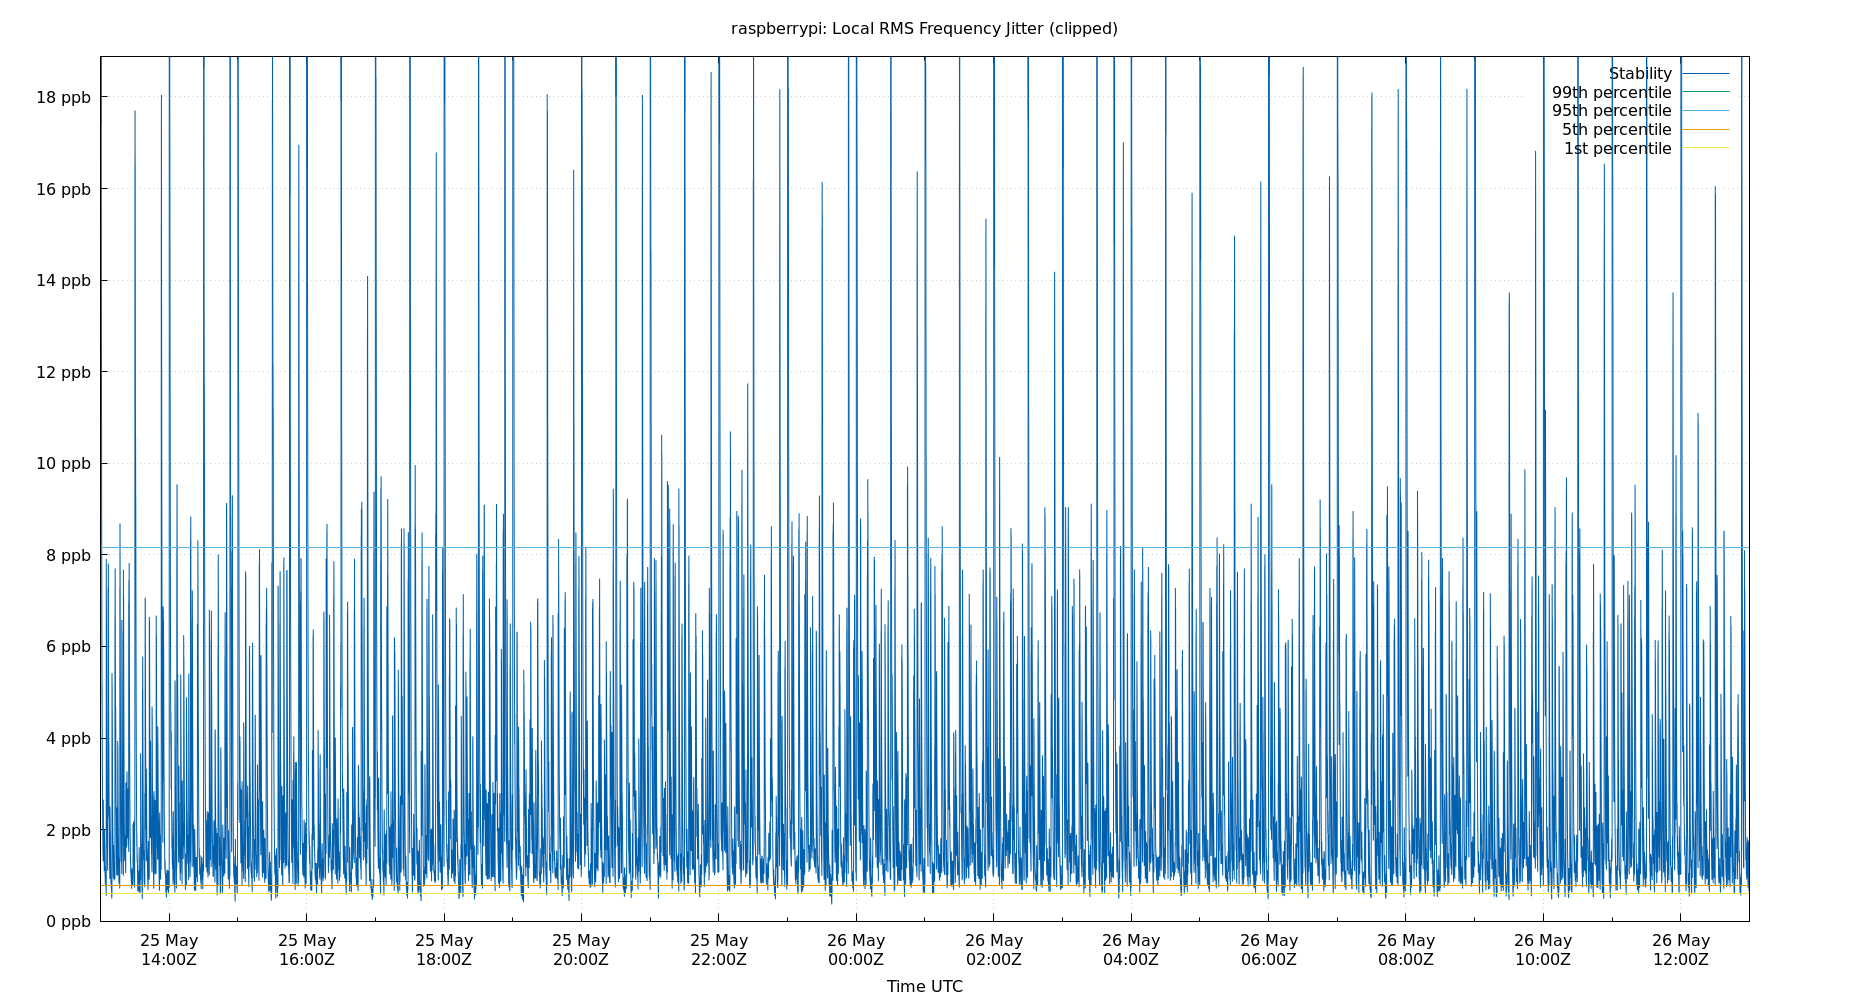 raspberrypi: Local RMS Frequency Jitter (clipped)
Stability
99th percentile
95th percentile
5th percentile
1st percentile
18 ppb
16 ppb
14 ppb
12 ppb
10 ppb
8 ppb
6 ppb
4 ppb
2 ppb
0 ppb
25 May 25 May 25 May 25 May 25 May 26 May 26 May 26 May 26 May 26 May 26 May 26 May
14:00Z 16:00Z 18:00Z 20:00Z 22:00Z 00:00Z 02:00Z 04:00Z 06:00Z 08:00Z 10:00Z 12:00Z
Time UTC